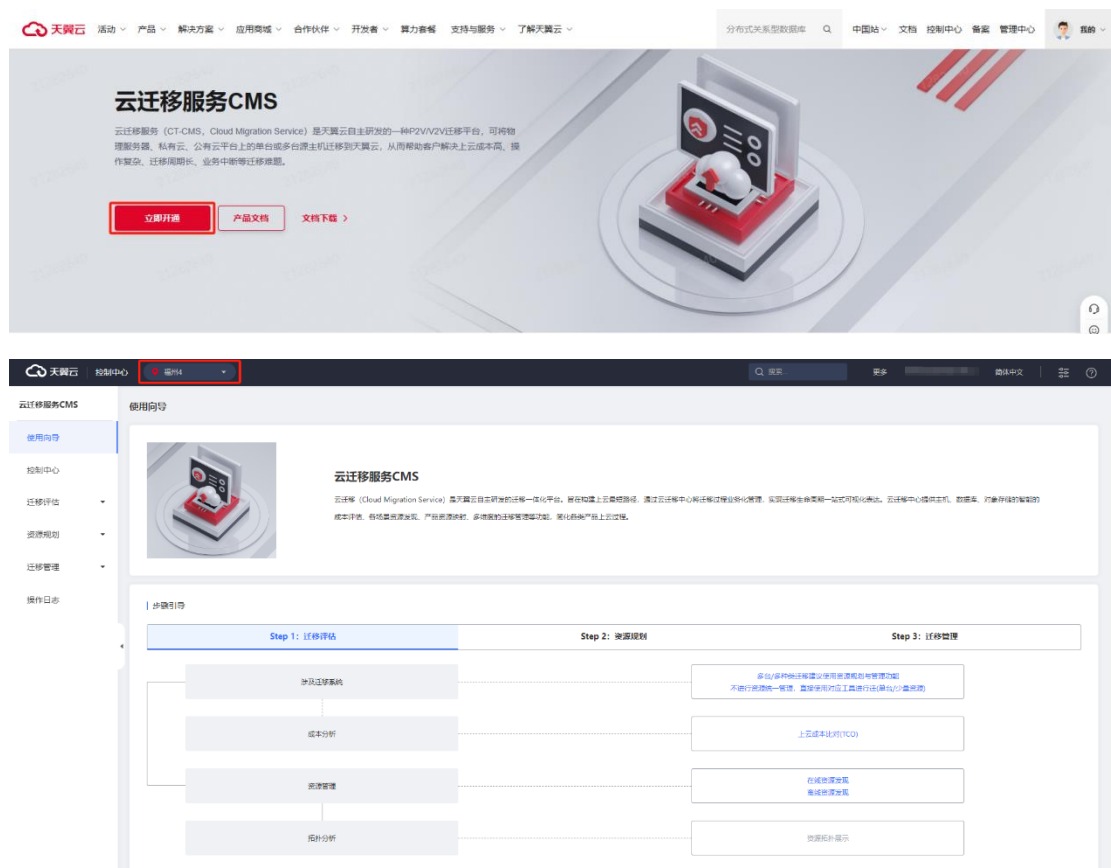 天翼云 活动 产品 解决方案 应用商城 合作伙伴 开发者 算力套餐 支持与服务 了解天翼云 分布式关系型数据库 中国站 文档 控制中心 备案 管理中心 我的
云迁移服务CMS
云迁移服务（CT-CMS，Cloud Migration Service）是天翼云自主研发的一种P2V/V2V迁移平台，可将物
理服务器、私有云、公有云平台上的单台或多台源主机迁移到天翼云，从而帮助客户解决上云成本高、操
作复杂、迁移周期长、业务中断等迁移难题。
立即开通 产品文档 文档下载
天翼云 控制中心 福州4 搜索... 更多 简体中文
云迁移服务CMS 使用向导
使用向导
控制中心
迁移评估
资源规划
迁移管理
操作日志
云迁移服务CMS
云迁移（Cloud Migration Service）是天翼云自主研发的迁移一体化平台。旨在构建上云最短路径，通过云迁移中心将迁移过程业务化管理，实现迁移生命周期一站式可视化表达。云迁移中心提供主机、数据库、对象存储的智能的
成本评估、各场景资源发现、产品资源映射、多维度的迁移管理等功能，简化各类产品上云过程。
步骤引导
Step 1：迁移评估 Step 2：资源规划 Step 3：迁移管理
涉及迁移系统
多台/多种类迁移建议使用资源规划与管理功能
不进行资源统一管理，直接使用对应工具进行迁(单台/少量资源)
成本分析 上云成本比对(TCO)
资源管理
在线资源发现
离线资源发现
拓扑分析 资源拓扑展示